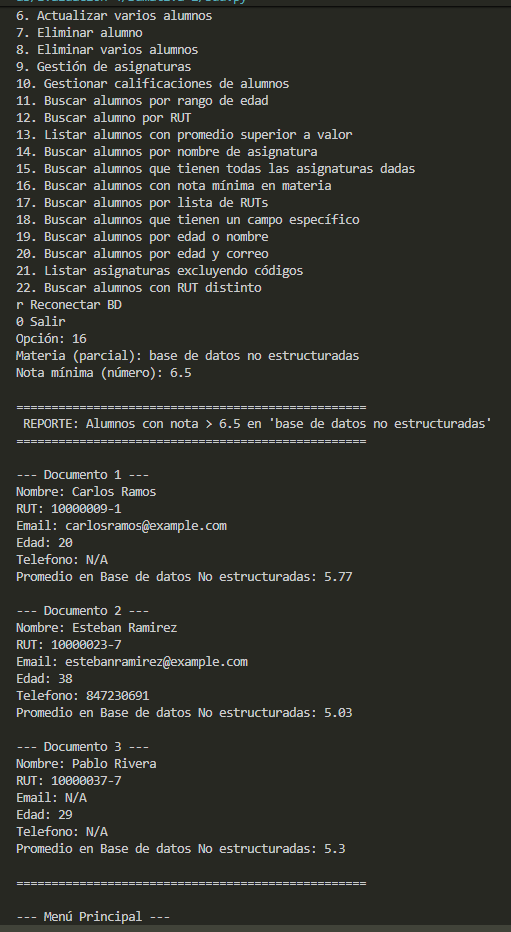 6. Actualizar varios alumnos
7. Eliminar alumno
8. Eliminar varios alumnos
9. Gestión de asignaturas
10. Gestionar calificaciones de alumnos
11. Buscar alumnos por rango de edad
12. Buscar alumno por RUT
13. Listar alumnos con promedio superior a valor
14. Buscar alumnos por nombre de asignatura
15. Buscar alumnos que tienen todas las asignaturas dadas
16. Buscar alumnos con nota mínima en materia
17. Buscar alumnos por lista de RUTs
18. Buscar alumnos que tienen un campo específico
19. Buscar alumnos por edad o nombre
20. Buscar alumnos por edad y correo
21. Listar asignaturas excluyendo códigos
22. Buscar alumnos con RUT distinto
r Reconectar BD
0 Salir
Opción: 16
Materia (parcial): base de datos no estructuradas
Nota mínima (número): 6.5
==================================================
REPORTE: Alumnos con nota > 6.5 en 'base de datos no estructuradas'
==================================================
--- Documento 1 ---
Nombre: Carlos Ramos
RUT: 10000009-1
Email: carlosramos@example.com
Edad: 20
Telefono: N/A
Promedio en Base de datos No estructuradas: 5.77
--- Documento 2 ---
Nombre: Esteban Ramirez
RUT: 10000023-7
Email: estebanramirez@example.com
Edad: 38
Telefono: 847230691
Promedio en Base de datos No estructuradas: 5.03
--- Documento 3 ---
Nombre: Pablo Rivera
RUT: 10000037-7
Email: N/A
Edad: 29
Telefono: N/A
Promedio en Base de datos No estructuradas: 5.3
==================================================
--- Menú Principal ---